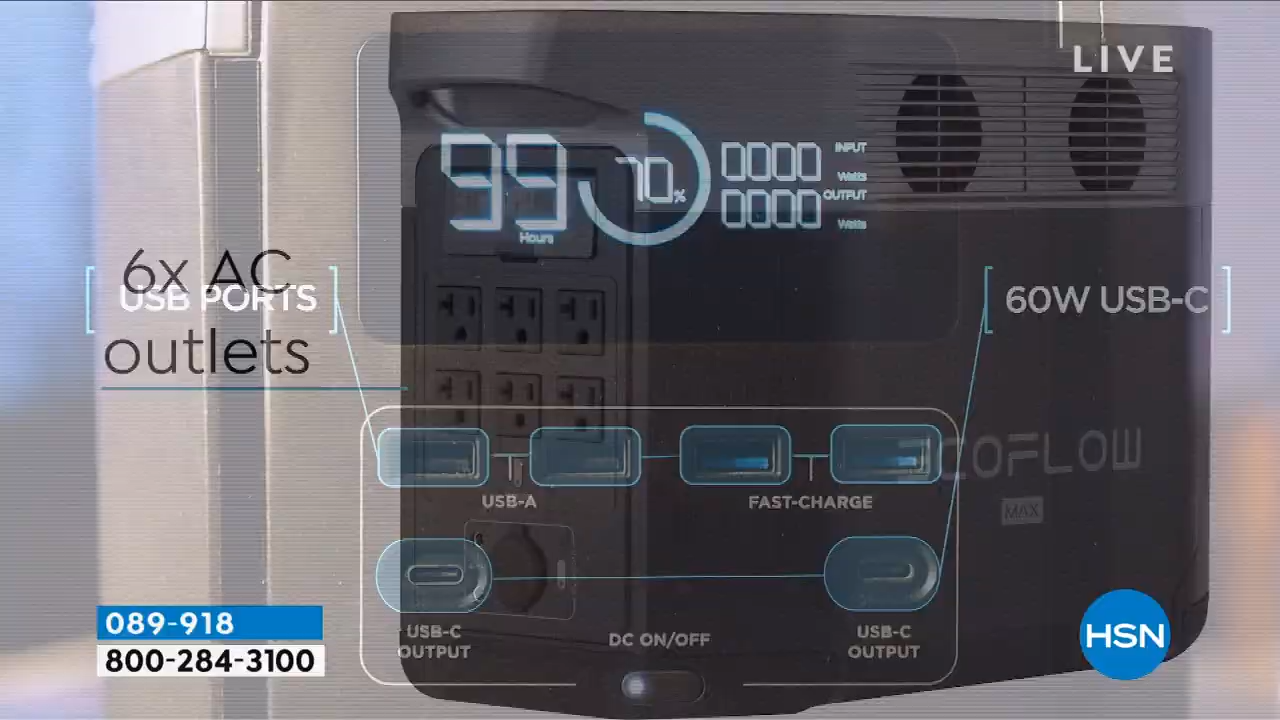 LIVE
99
Hours
70%
0000
INPUT
Watts
0000
OUTPUT
Watts
6x AC
outlets
USB PORTS
60W USB-C
ECOFLOW
MAX
USB-A
FAST-CHARGE
USB-C
OUTPUT
DC ON/OFF
USB-C
OUTPUT
089-918
800-284-3100
HSN